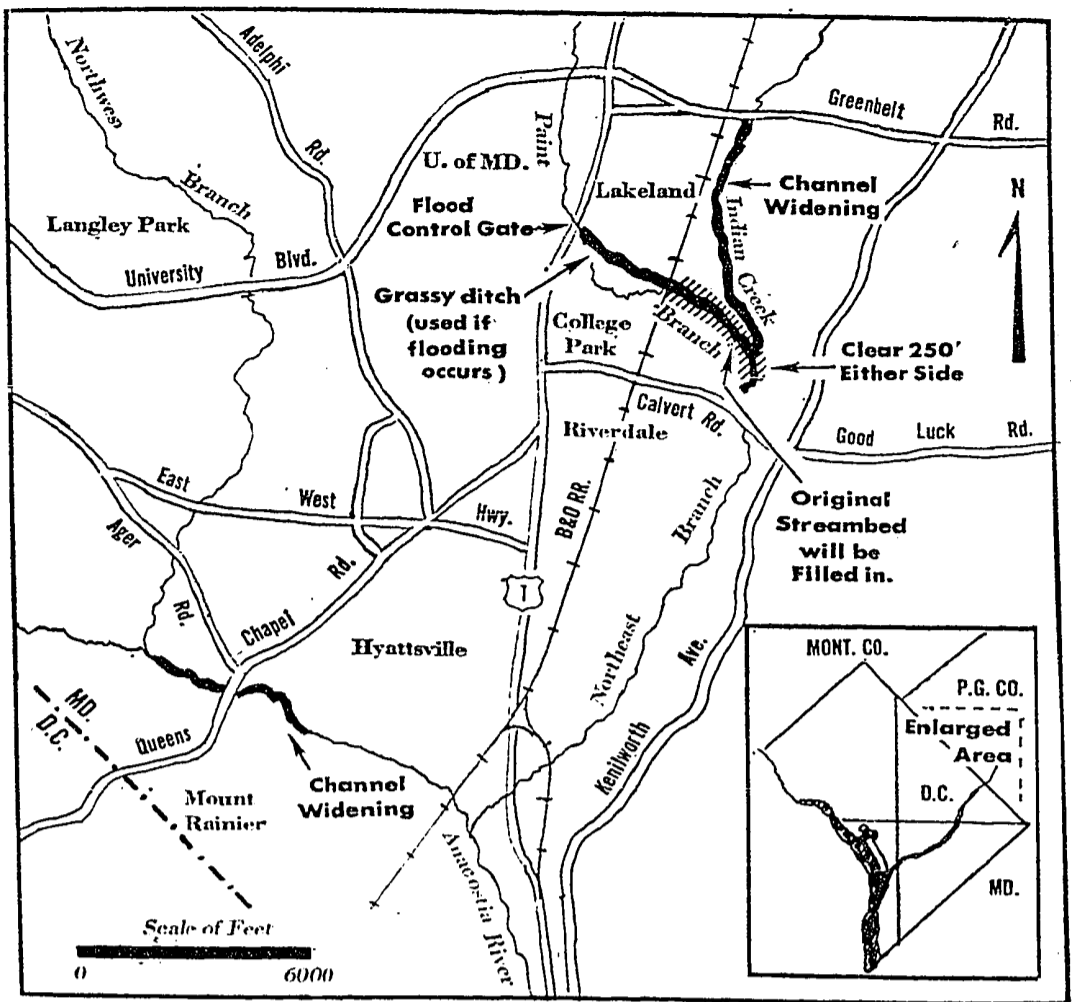 Northwest
Branch
Adelphi
Rd.
Paint
Greenbelt
Rd.
U. of MD.
Lakeland
Channel
Widening
Indian
Creek
N
Flood
Control Gate
Langley Park
University
Blvd.
Grassy ditch
(used if
flooding
occurs)
College
Park
Branch
Clear 250'
Either Side
Calvert Rd.
Riverdale
Good Luck Rd.
East West Hwy.
Ager
Rd.
B&O RR.
Branch
Original
Streambed
will be
Filled in.
1
Chapel
Rd.
Hyattsville
Northeast
Ave.
Kenilworth
MD.
D.C.
Queens
Channel
Widening
Mount
Rainier
Anacostia River
Scale of Feet
0 6000
MONT. CO.
P.G. CO.
Enlarged
Area
D.C.
MD.